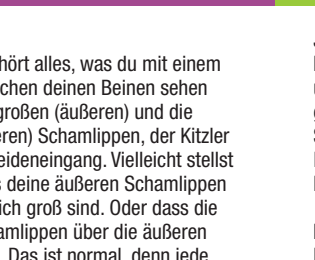 hört alles, was du mit einem
chen deinen Beinen sehen
großen (äußeren) und die
eren) Schamlippen, der Kitzler
eideneingang. Vielleicht stellst
s deine äußeren Schamlippen
ich groß sind. Oder dass die
amlippen über die äußeren
. Das ist normal, denn jede